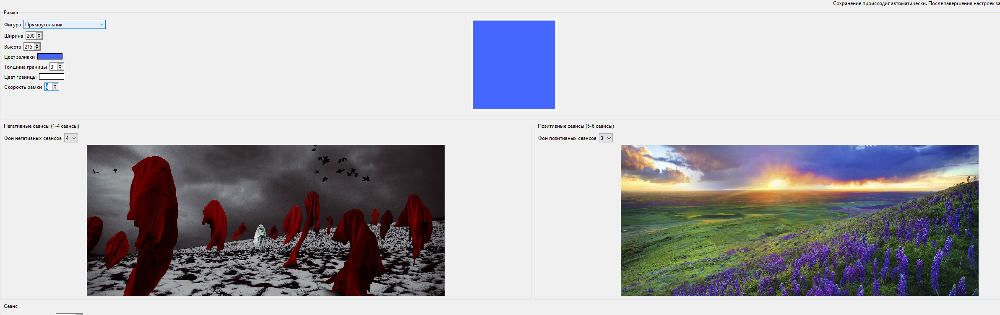 Сохранение происходит автоматически. После завершения настроек за
Рамка
Фигура Прямоугольник
Ширина 200
Высота 215
Цвет заливки
Толщина границы 3
Цвет границы
Скорость рамки 4
Негативные сеансы (1-4 сеансы)
Фон негативных сеансов 4
Позитивные сеансы (5-6 сеансы)
Фон позитивных сеансов 3
Сеанс